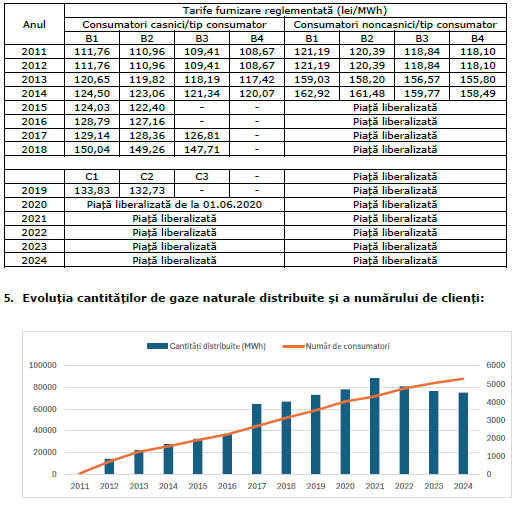 Anul Tarife furnizare reglementată (lei/MWh)
Consumatori casnici/tip consumator Consumatori noncasnici/tip consumator
B1 B2 B3 B4 B1 B2 B3 B4
2011 111,76 110,96 109,41 108,67 121,19 120,39 118,84 118,10
2012 111,76 110,96 109,41 108,67 121,19 120,39 118,84 118,10
2013 120,65 119,82 118,19 117,42 159,03 158,20 156,57 155,80
2014 124,50 123,06 121,34 120,07 162,92 161,48 159,77 158,49
2015 124,03 122,40 - - Piață liberalizată
2016 128,79 127,16 - - Piață liberalizată
2017 129,14 128,36 126,81 Piață liberalizată
2018 150,04 149,26 147,71 Piață liberalizată
C1 C2 C3 - Piață liberalizată
2019 133,83 132,73 - - Piață liberalizată
2020 Piață liberalizată de la 01.06.2020 Piață liberalizată
2021 Piață liberalizată Piață liberalizată
2022 Piață liberalizată Piață liberalizată
2023 Piață liberalizată Piață liberalizată
2024 Piață liberalizată Piață liberalizată
5. Evoluția cantităților de gaze naturale distribuite și a numărului de clienți:
Cantități distribuite (MWh) Număr de consumatori
100000 6000
80000 5000
60000 4000
40000 3000
20000 2000
0 1000
0
2011 2012 2013 2014 2015 2016 2017 2018 2019 2020 2021 2022 2023 2024